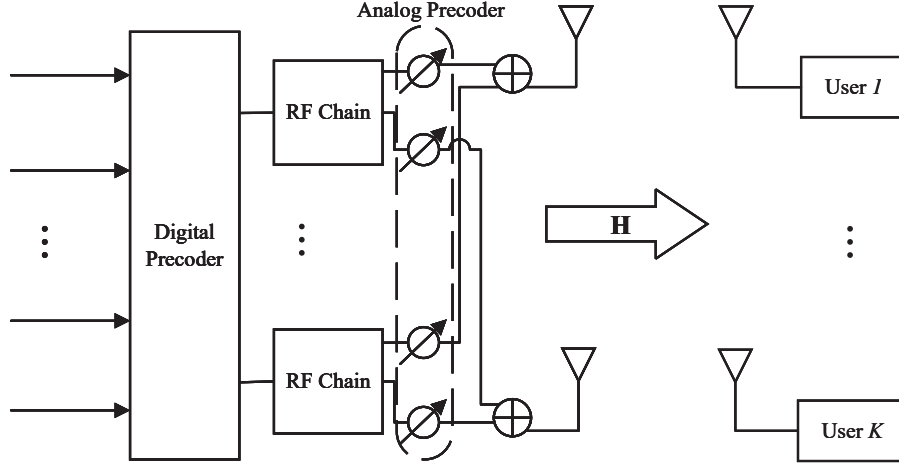 Analog Precoder
User 1
RF Chain
Digital
Precoder
H
RF Chain
User K